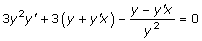 3y²y′ + 3(y + y′x) − (y − y′x)/y² = 0